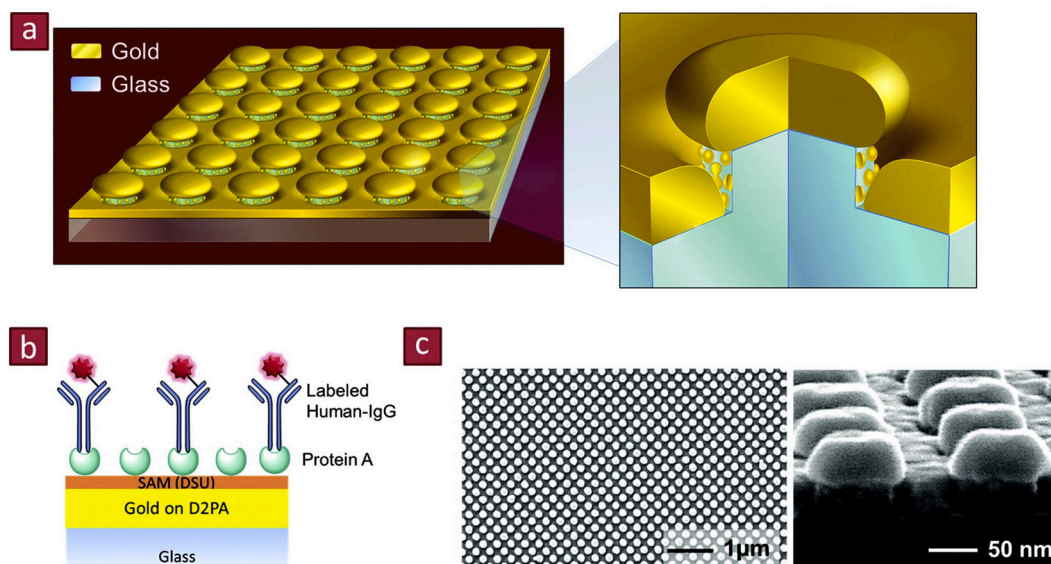 a
Gold
Glass
b
Labeled
Human-IgG
Protein A
SAM (DSU)
Gold on D2PA
Glass
c
1μm
50 nm